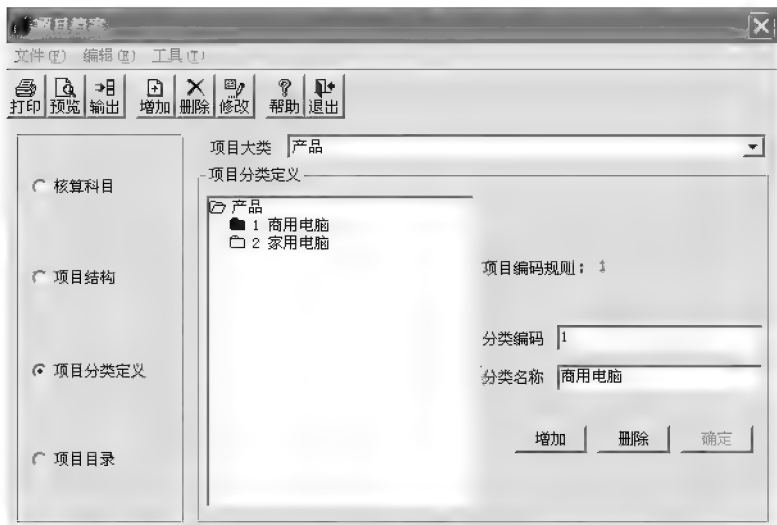 项目档案
文件(F) 编辑(E) 工具(T)
打印 预览 输出 增加 删除 修改 帮助 退出
项目大类 产品
核算科目
项目结构
项目分类定义
项目目录
项目分类定义
产品
1 商用电脑
2 家用电脑
项目编码规则： 1
分类编码 1
分类名称 商用电脑
增加 删除 确定